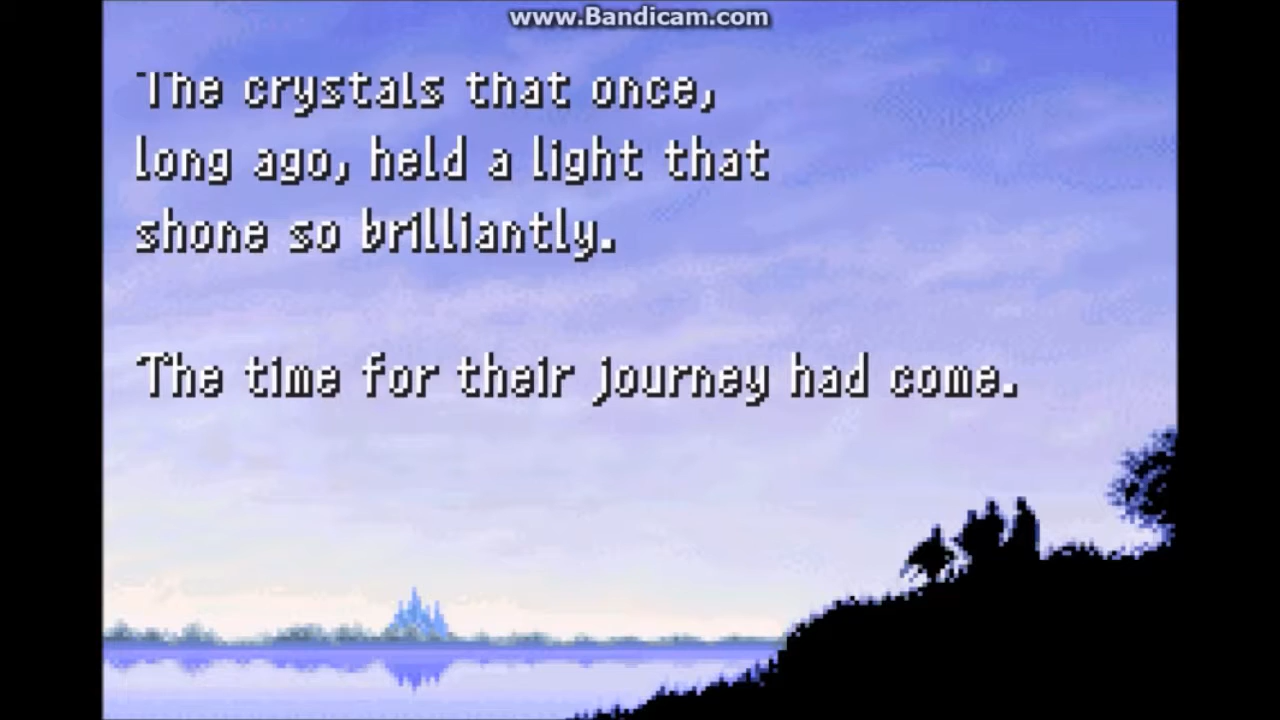 www.Bandicam.com
The crystals that once,
long ago, held a light that
shone so brilliantly.
The time for their journey had come.